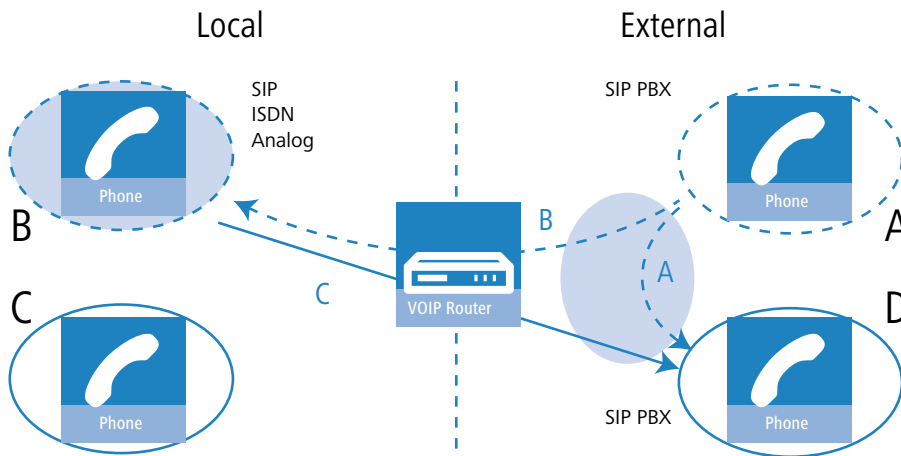 Local
External
SIP
ISDN
Analog
SIP PBX
Phone
Phone
B
A
B
A
C
C
VOIP Router
D
Phone
Phone
SIP PBX